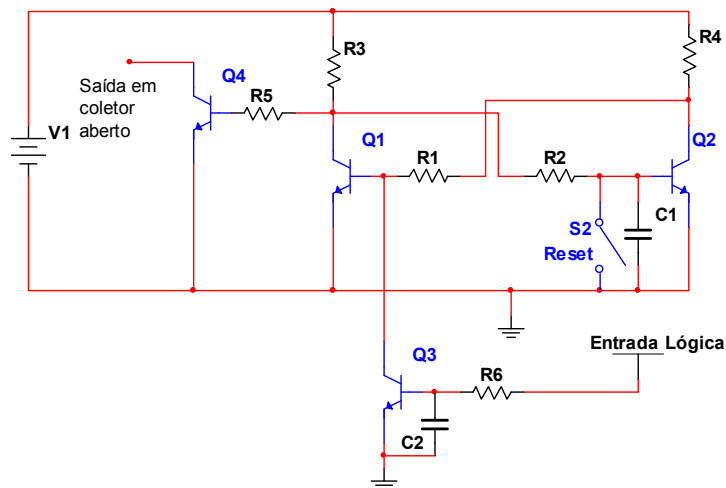 R3
R4
Q4
Saída em
coletor
aberto
R5
V1
Q1
Q2
R1
R2
C1
S2
Reset
Q3
Entrada Lógica
R6
C2